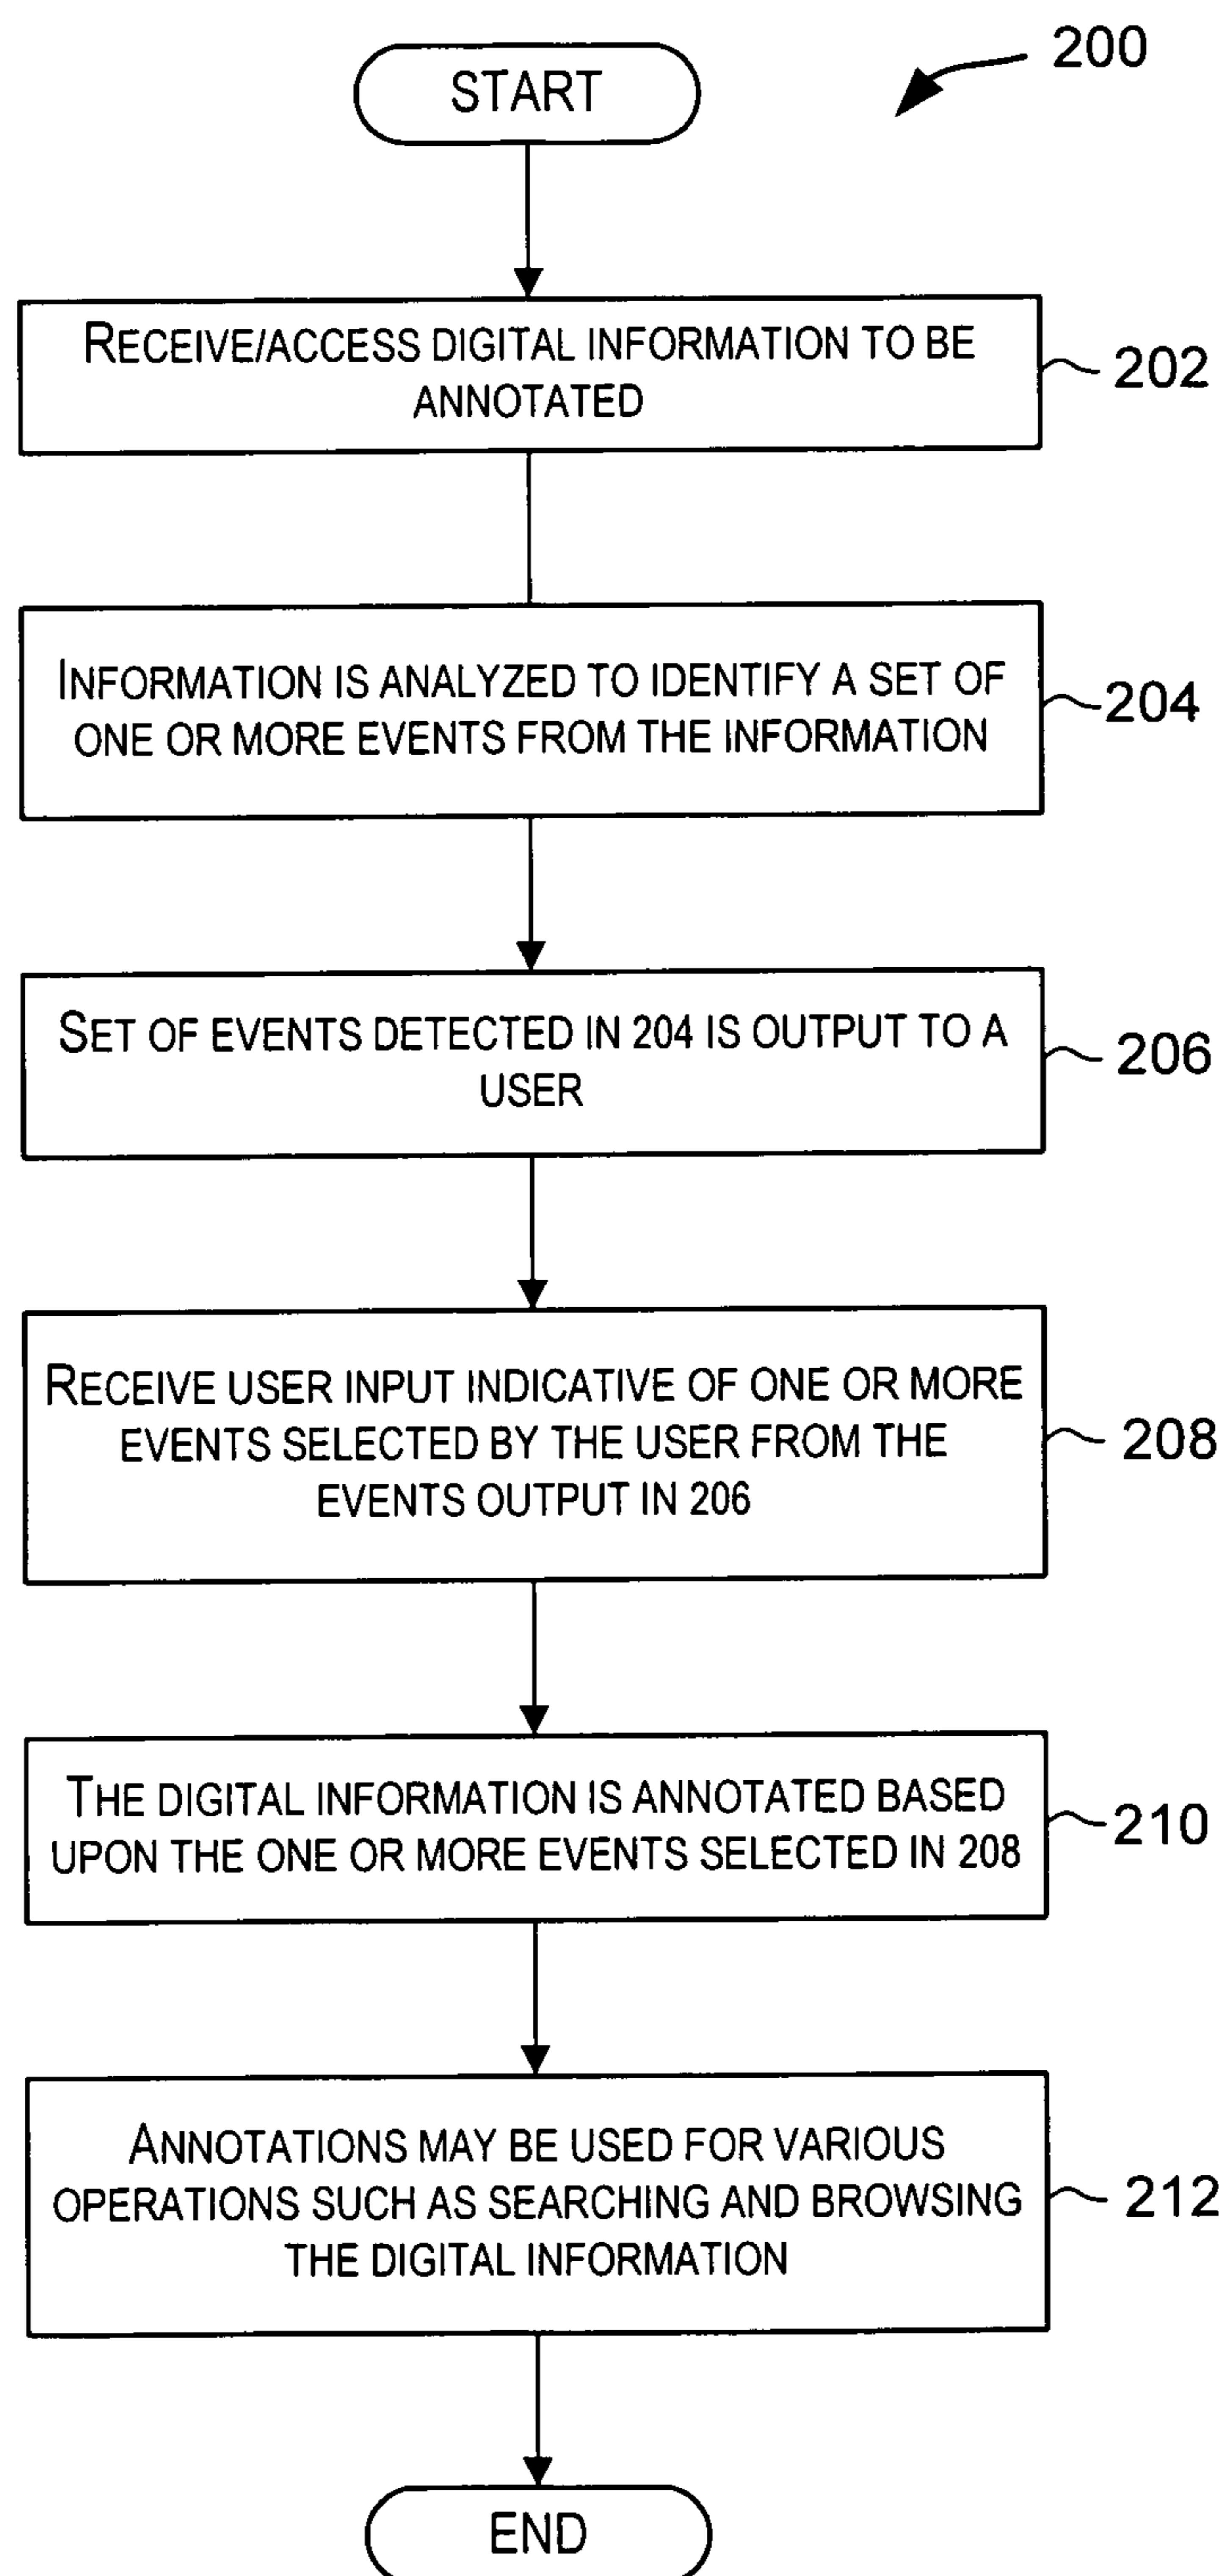 200
START
RECEIVE/ACCESS DIGITAL INFORMATION TO BE
ANNOTATED
202
INFORMATION IS ANALYZED TO IDENTIFY A SET OF
ONE OR MORE EVENTS FROM THE INFORMATION
204
SET OF EVENTS DETECTED IN 204 IS OUTPUT TO A
USER
206
RECEIVE USER INPUT INDICATIVE OF ONE OR MORE
EVENTS SELECTED BY THE USER FROM THE
EVENTS OUTPUT IN 206
208
THE DIGITAL INFORMATION IS ANNOTATED BASED
UPON THE ONE OR MORE EVENTS SELECTED IN 208
210
ANNOTATIONS MAY BE USED FOR VARIOUS
OPERATIONS SUCH AS SEARCHING AND BROWSING
THE DIGITAL INFORMATION
212
END